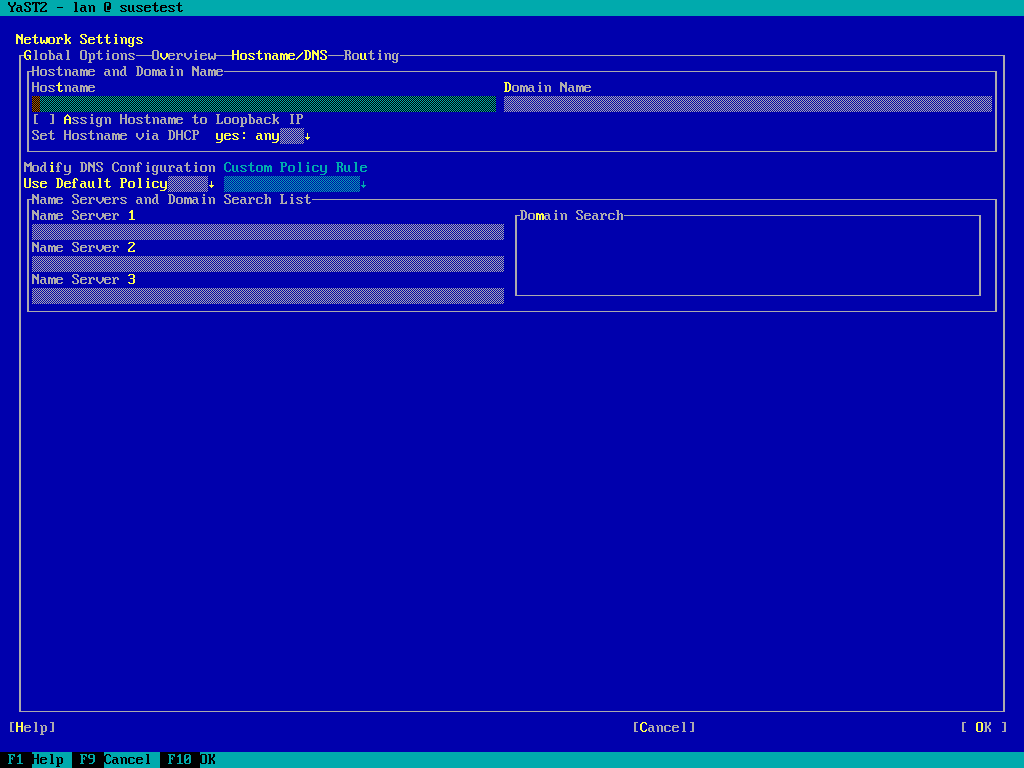 YaST2 - lan @ susetest
Network Settings
Global Options Overview Hostname/DNS Routing
Hostname and Domain Name
Hostname Domain Name
[ ] Assign Hostname to Loopback IP
Set Hostname via DHCP yes: any ↓
Modify DNS Configuration Custom Policy Rule
Use Default Policy ↓ ↓
Name Servers and Domain Search List
Name Server 1 Domain Search
Name Server 2
Name Server 3
[Help] [Cancel] [ OK ]
F1 Help F9 Cancel F10 OK